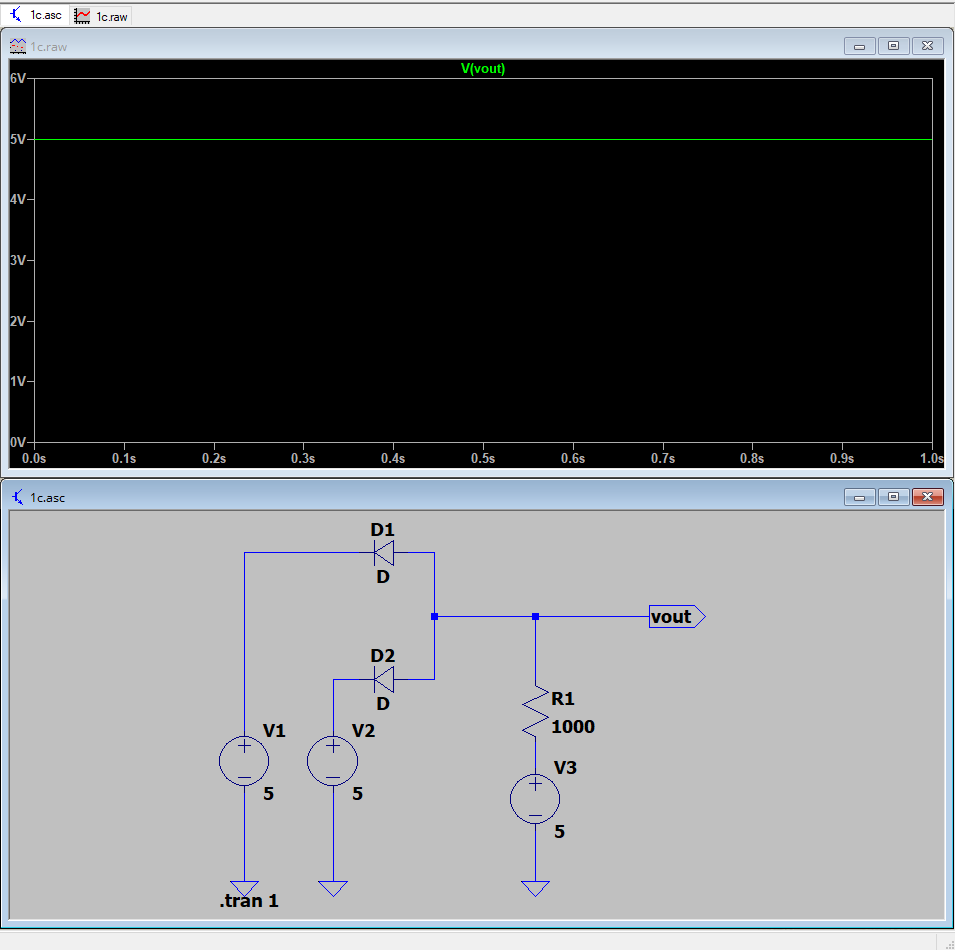 1c.asc 1c.raw
1c.raw
V(vout)
6V
5V
4V
3V
2V
1V
0V
0.0s 0.1s 0.2s 0.3s 0.4s 0.5s 0.6s 0.7s 0.8s 0.9s 1.0s
1c.asc
D1
D
vout
D2
D
R1
1000
V1 V2
V3
5 5
5
.tran 1